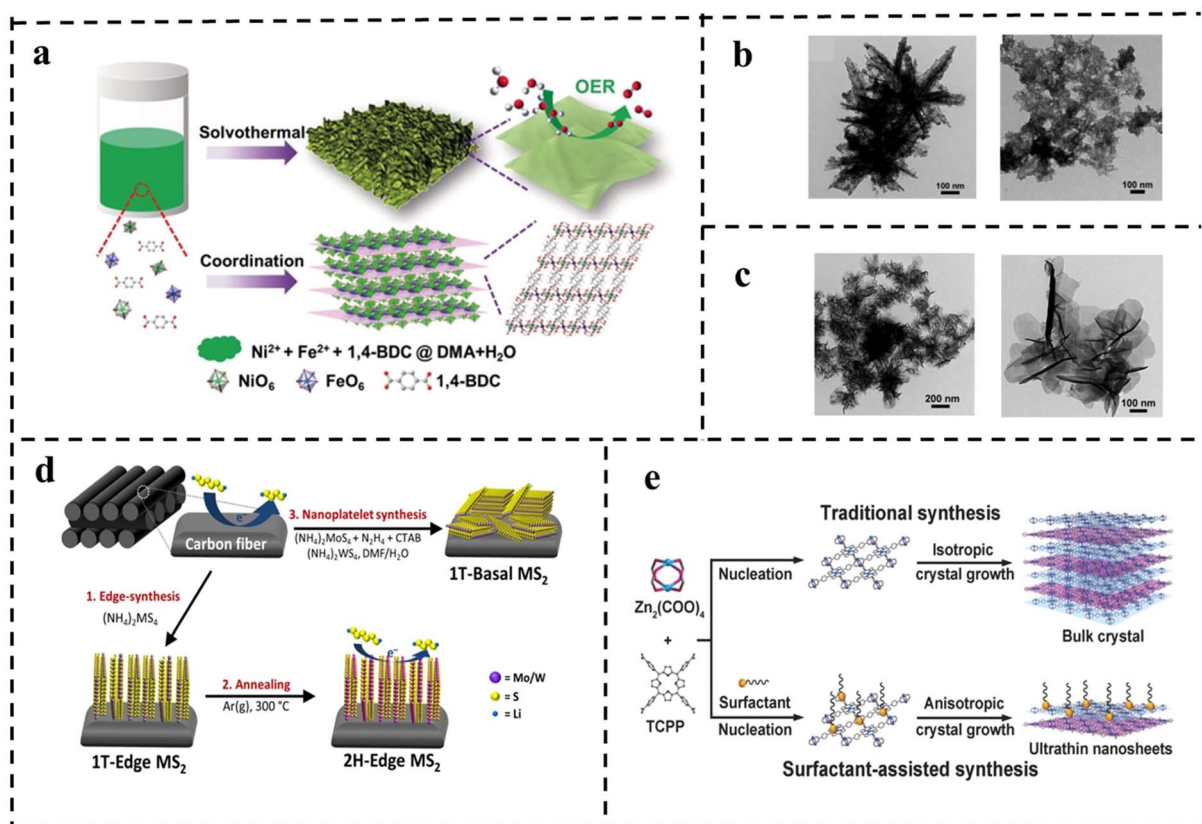 a
Solvothermal
OER
Coordination
Ni²⁺ + Fe²⁺ + 1,4-BDC @ DMA+H₂O
NiO₆ FeO₆ 1,4-BDC
b
100 nm
100 nm
c
200 nm
100 nm
d
e⁻
Carbon fiber
3. Nanoplatelet synthesis
(NH₄)₂MoS₄ + N₂H₄ + CTAB
(NH₄)₂WS₄, DMF/H₂O
1T-Basal MS₂
1. Edge-synthesis
(NH₄)₂MS₄
1T-Edge MS₂
2. Annealing
Ar(g), 300 °C
e⁻
2H-Edge MS₂
= Mo/W
= S
= Li
e
Traditional synthesis
Zn₂(COO)₄
+
TCPP
Nucleation
Isotropic
crystal growth
Bulk crystal
Surfactant
Nucleation
Anisotropic
crystal growth
Ultrathin nanosheets
Surfactant-assisted synthesis